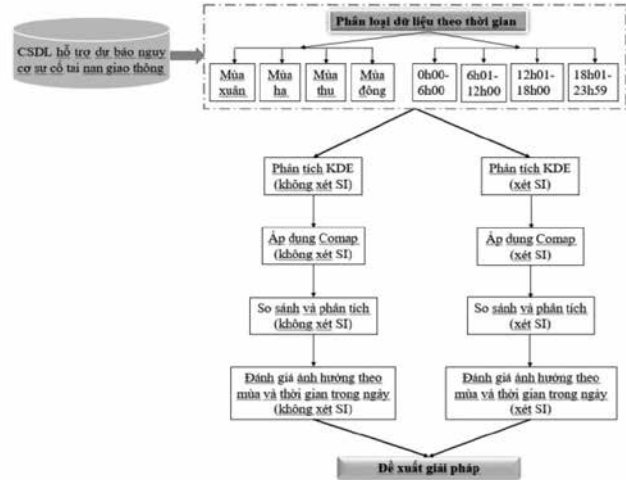 Phân loại dữ liệu theo thời gian
CSDL hỗ trợ dự báo nguy
cơ sự cố tai nạn giao thông
Mùa
xuân
Mùa
hạ
Mùa
thu
Mùa
đông
0h00-
6h00
6h01-
12h00
12h01-
18h00
18h01-
23h59
Phân tích KDE
(không xét SI)
Phân tích KDE
(xét SI)
Áp dụng Comap
(không xét SI)
Áp dụng Comap
(xét SI)
So sánh và phân tích
(không xét SI)
So sánh và phân tích
(xét SI)
Đánh giá ảnh hưởng theo
mùa và thời gian trong ngày
(không xét SI)
Đánh giá ảnh hưởng theo
mùa và thời gian trong ngày
(xét SI)
Đề xuất giải pháp